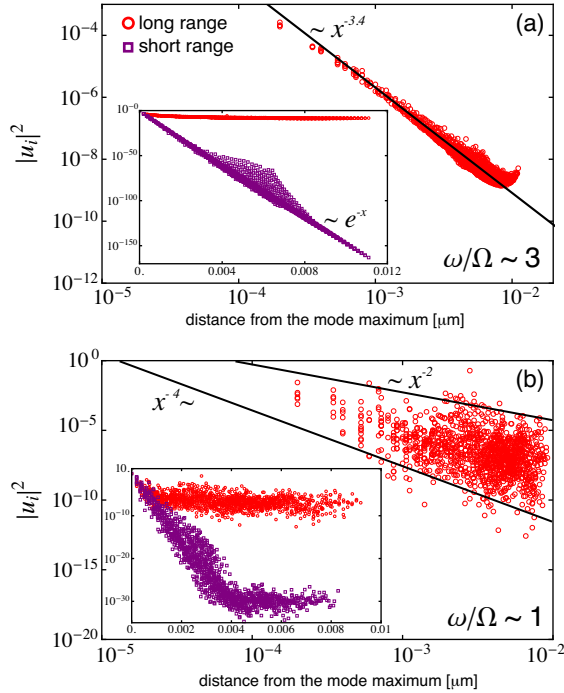 (a)
long range
short range
~ x^-3.4
10^-4
10^-6
10^-8
10^-10
10^-12
|u_i|^2
10^-0
10^-50
10^-100
10^-150
~ e^-x
0. 0.004 0.008 0.012
ω/Ω ~ 3
10^-5 10^-4 10^-3 10^-2
distance from the mode maximum [μm]
(b)
10^0
10^-5
10^-10
10^-15
10^-20
|u_i|^2
~ x^-2
x^-4 ~
10
10^-10
10^-20
10^-30
0. 0.002 0.004 0.006 0.008 0.01
ω/Ω ~ 1
10^-5 10^-4 10^-3 10^-2
distance from the mode maximum [μm]